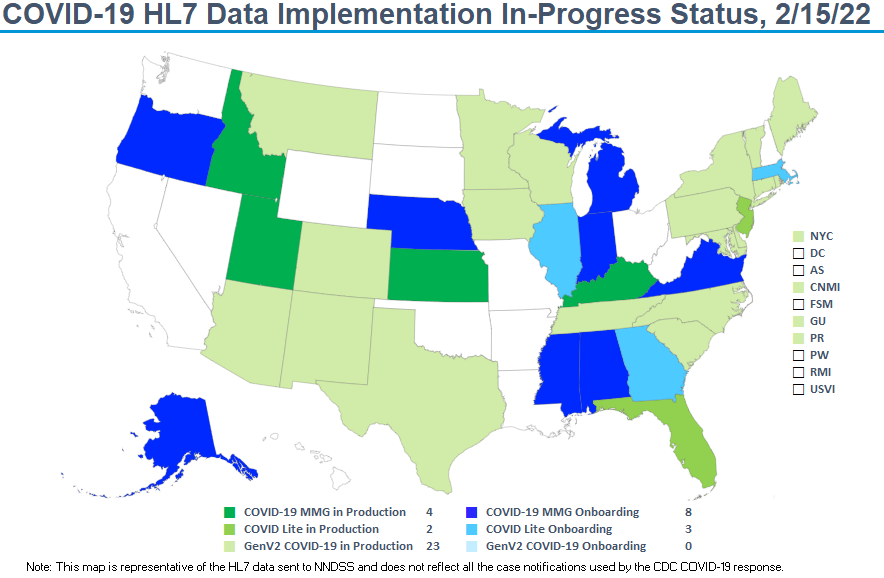 COVID-19 HL7 Data Implementation In-Progress Status, 2/15/22
NYC
DC
AS
CNMI
FSM
GU
PR
PW
RMI
USVI
COVID-19 MMG in Production 4 COVID-19 MMG Onboarding 8
COVID Lite in Production 2 COVID Lite Onboarding 3
GenV2 COVID-19 in Production 23 GenV2 COVID-19 Onboarding 0
Note: This map is representative of the HL7 data sent to NNDSS and does not reflect all the case notifications used by the CDC COVID-19 response.